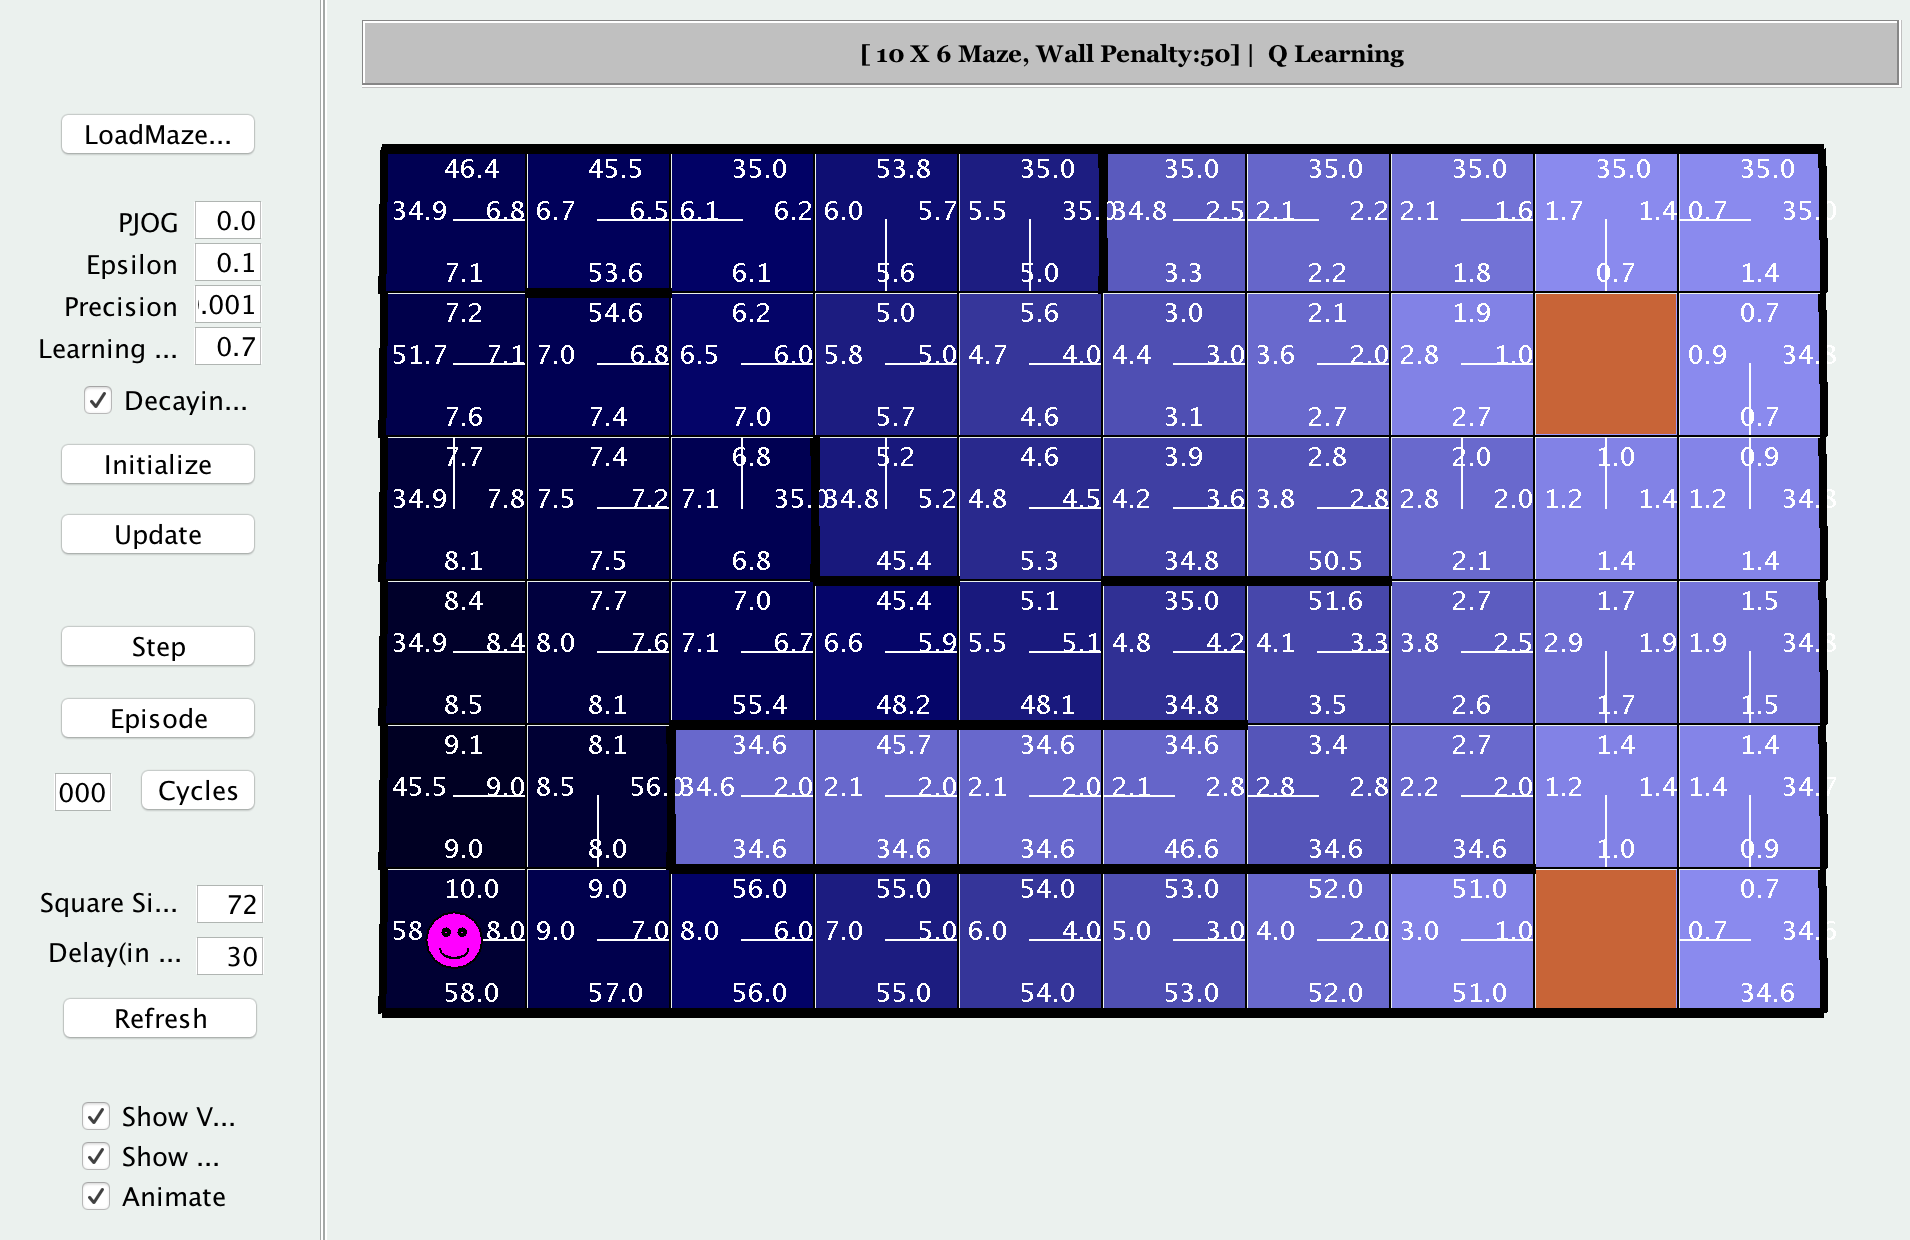 [ 10 X 6 Maze, Wall Penalty:50] | Q Learning
LoadMaze...
PJOG 0.0
Epsilon 0.1
Precision .001
Learning ... 0.7
Decayin...
Initialize
Update
Step
Episode
000 Cycles
Square Si... 72
Delay(in ... 30
Refresh
Show V...
Show ...
Animate
46.4 45.5 35.0 53.8 35.0 35.0 35.0 35.0 35.0 35.0
34.9 6.8 6.7 6.5 6.1 6.2 6.0 5.7 5.5 35.0 34.8 2.5 2.1 2.2 2.1 1.6 1.7 1.4 0.7 35.0
7.1 53.6 6.1 5.6 5.0 3.3 2.2 1.8 0.7 1.4
7.2 54.6 6.2 5.0 5.6 3.0 2.1 1.9 0.7
51.7 7.1 7.0 6.8 6.5 6.0 5.8 5.0 4.7 4.0 4.4 3.0 3.6 2.0 2.8 1.0 0.9 34.8
7.6 7.4 7.0 5.7 4.6 3.1 2.7 2.7 0.7
7.7 7.4 6.8 5.2 4.6 3.9 2.8 2.0 1.0 0.9
34.9 7.8 7.5 7.2 7.1 35.0 34.8 5.2 4.8 4.5 4.2 3.6 3.8 2.8 2.8 2.0 1.2 1.4 1.2 34.8
8.1 7.5 6.8 45.4 5.3 34.8 50.5 2.1 1.4 1.4
8.4 7.7 7.0 45.4 5.1 35.0 51.6 2.7 1.7 1.5
34.9 8.4 8.0 7.6 7.1 6.7 6.6 5.9 5.5 5.1 4.8 4.2 4.1 3.3 3.8 2.5 2.9 1.9 1.9 34.8
8.5 8.1 55.4 48.2 48.1 34.8 3.5 2.6 1.7 1.5
9.1 8.1 34.6 45.7 34.6 34.6 3.4 2.7 1.4 1.4
45.5 9.0 8.5 56.0 34.6 2.0 2.1 2.0 2.1 2.0 2.1 2.8 2.8 2.8 2.2 2.0 1.2 1.4 1.4 34.7
9.0 8.0 34.6 34.6 34.6 46.6 34.6 34.6 1.0 0.9
10.0 9.0 56.0 55.0 54.0 53.0 52.0 51.0 0.7
58 8.0 9.0 7.0 8.0 6.0 7.0 5.0 6.0 4.0 5.0 3.0 4.0 2.0 3.0 1.0 0.7 34.6
58.0 57.0 56.0 55.0 54.0 53.0 52.0 51.0 34.6